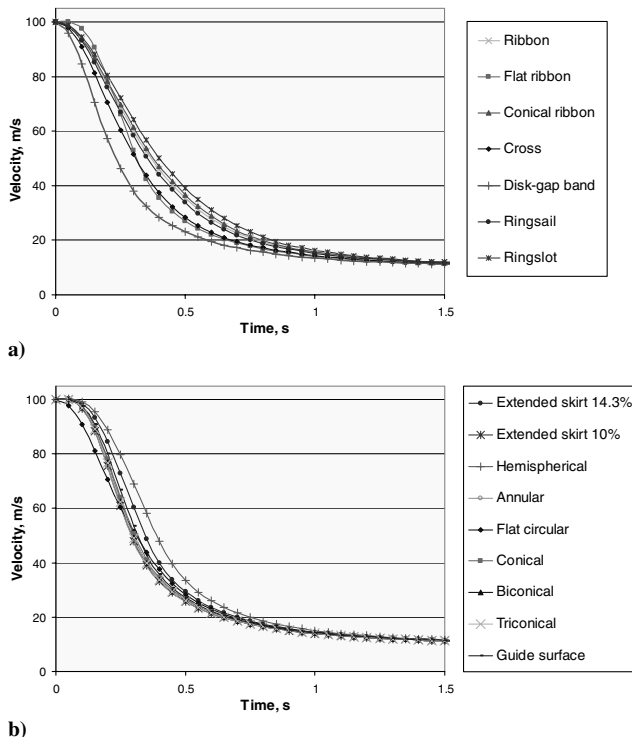 100
80
60
40
20
0
Velocity, m/s
0
0.5
1
1.5
Time, s
Ribbon
Flat ribbon
Conical ribbon
Cross
Disk-gap band
Ringsail
Ringslot
a)
100
80
60
40
20
0
Velocity, m/s
0
0.5
1
1.5
Time, s
Extended skirt 14.3%
Extended skirt 10%
Hemispherical
Annular
Flat circular
Conical
Biconical
Triconical
Guide surface
b)